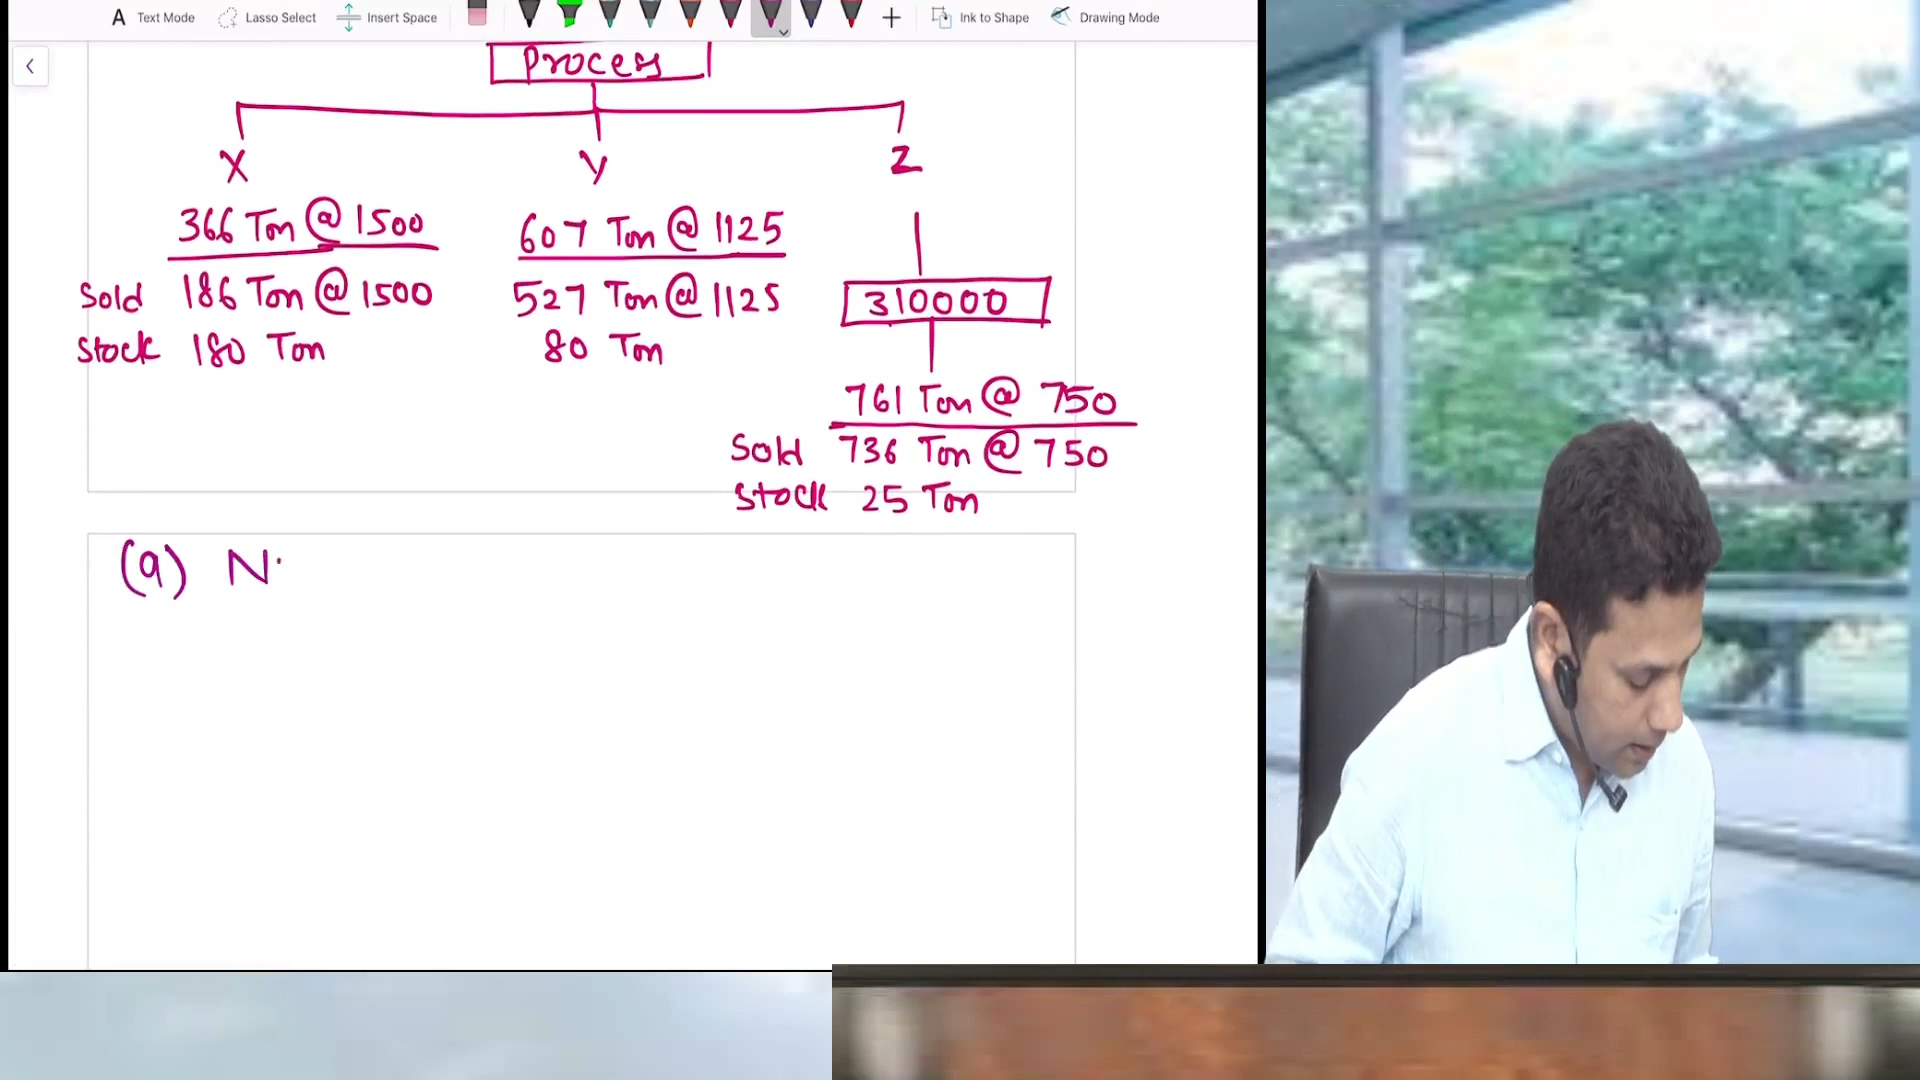 A Text Mode Lasso Select Insert Space Ink to Shape Drawing Mode
Process
X Y Z
366 Ton @ 1500 607 Ton @ 1125
Sold 186 Ton @ 1500 527 Ton @ 1125 310000
Stock 180 Ton 80 Ton
761 Ton @ 750
Sold 736 Ton @ 750
Stock 25 Ton
(a) N